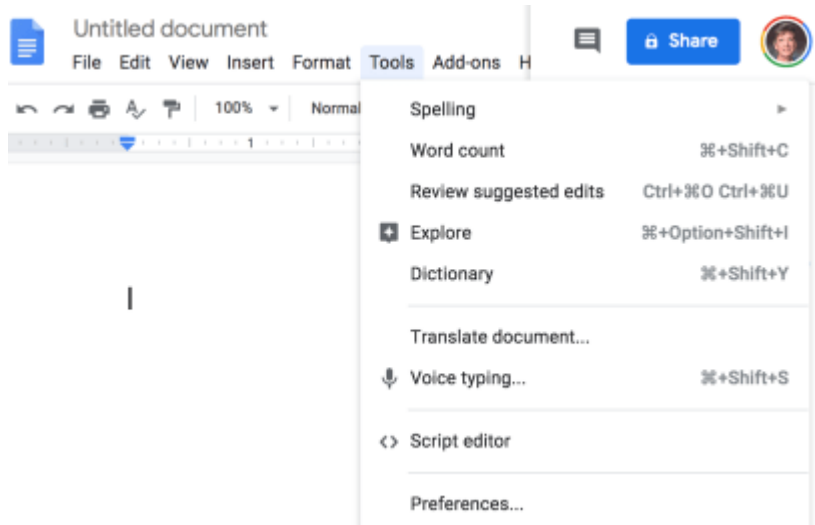 Untitled document
Share
File Edit View Insert Format Tools Add-ons H
100% Normal
1
Spelling
Word count ⌘+Shift+C
Review suggested edits Ctrl+⌘O Ctrl+⌘U
Explore ⌘+Option+Shift+I
Dictionary ⌘+Shift+Y
Translate document...
Voice typing... ⌘+Shift+S
Script editor
Preferences...